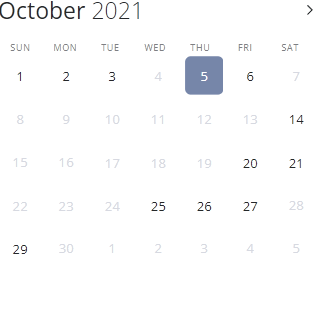 October 2021 >
SUN MON TUE WED THU FRI SAT
1 2 3 4 5 6 7
8 9 10 11 12 13 14
15 16 17 18 19 20 21
22 23 24 25 26 27 28
29 30 1 2 3 4 5